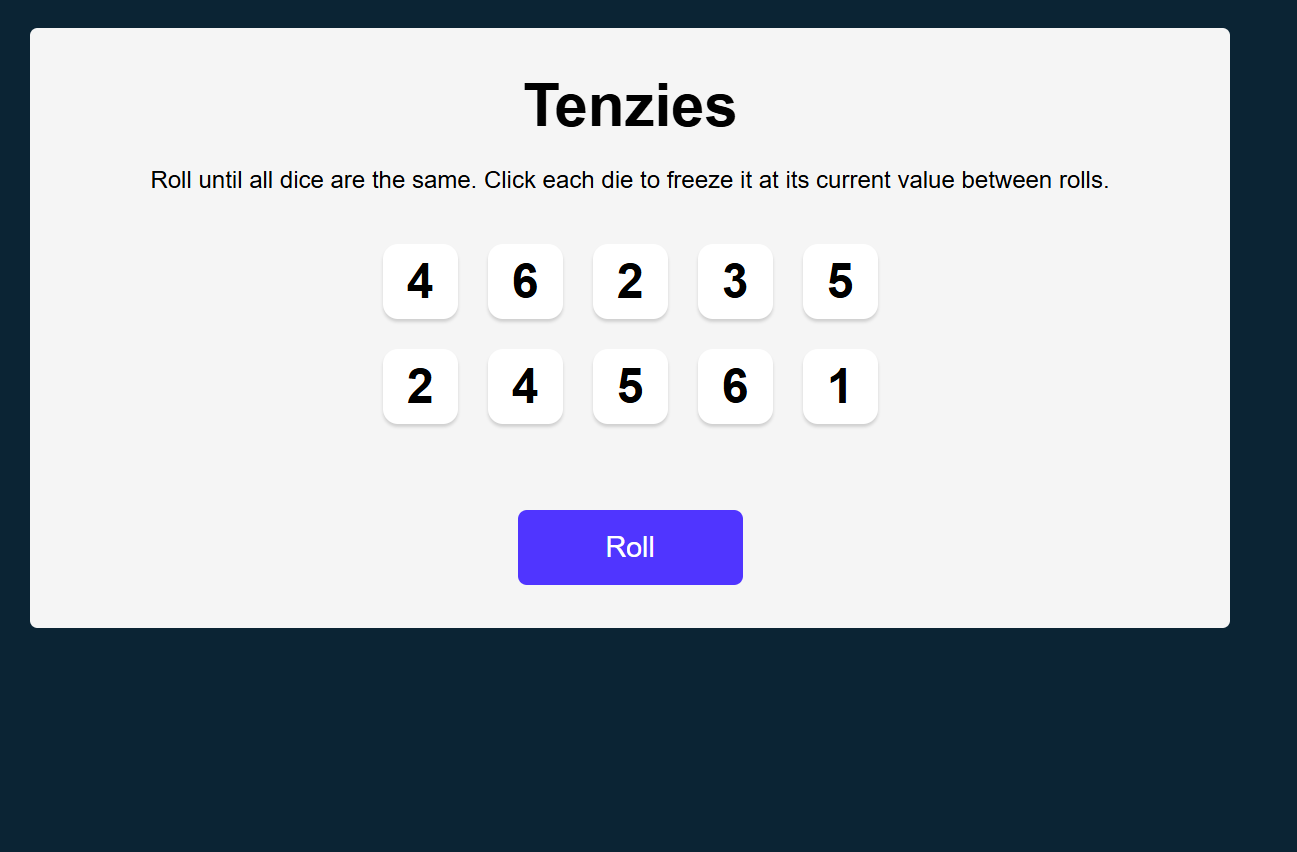 Tenzies
Roll until all dice are the same. Click each die to freeze it at its current value between rolls.
4 6 2 3 5
2 4 5 6 1
Roll